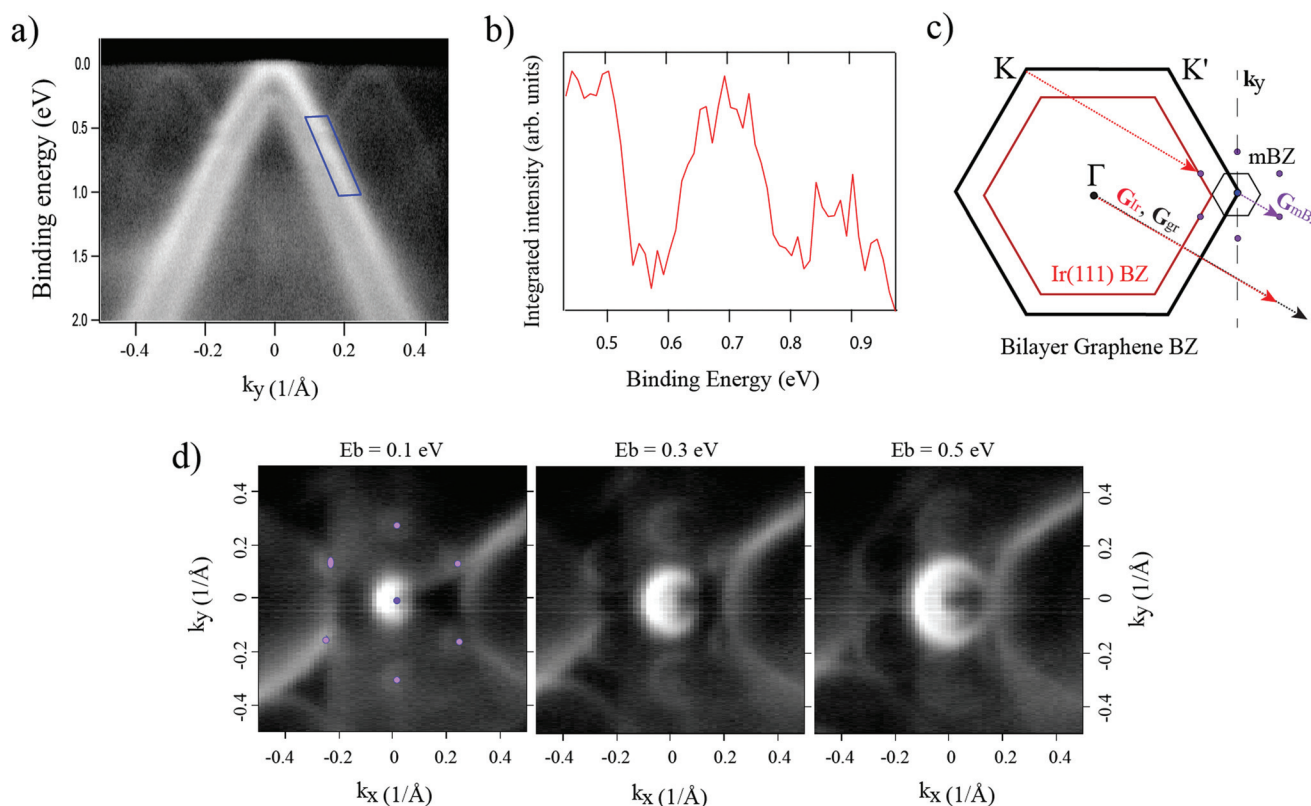 a)
0.0
0.5
1.0
1.5
2.0
Binding energy (eV)
-0.4 -0.2 0 0.2 0.4
ky (1/Å)
b)
Integrated intensity (arb. units)
0.5 0.6 0.7 0.8 0.9
Binding Energy (eV)
c)
K K'
ky
mBZ
Γ
GmB
GIr, Ggr
Ir(111) BZ
Bilayer Graphene BZ
d)
Eb = 0.1 eV Eb = 0.3 eV Eb = 0.5 eV
0.4
0.2
0
-0.2
-0.4
ky (1/Å)
0.4
0.2
0
-0.2
-0.4
ky (1/Å)
-0.4 -0.2 0 0.2 0.4
-0.4 -0.2 0 0.2 0.4
-0.4 -0.2 0 0.2 0.4
kx (1/Å) kx (1/Å) kx (1/Å)